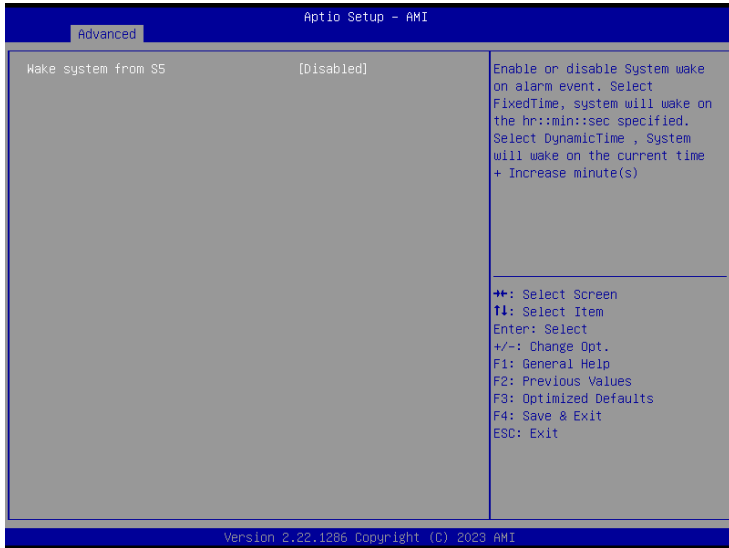 Aptio Setup - AMI
Advanced
Wake system from S5 [Disabled]
Enable or disable System wake
on alarm event. Select
FixedTime, system will wake on
the hr::min::sec specified.
Select DynamicTime , System
will wake on the current time
+ Increase minute(s)
→←: Select Screen
↑↓: Select Item
Enter: Select
+/-: Change Opt.
F1: General Help
F2: Previous Values
F3: Optimized Defaults
F4: Save & Exit
ESC: Exit
Version 2.22.1286 Copyright (C) 2023 AMI